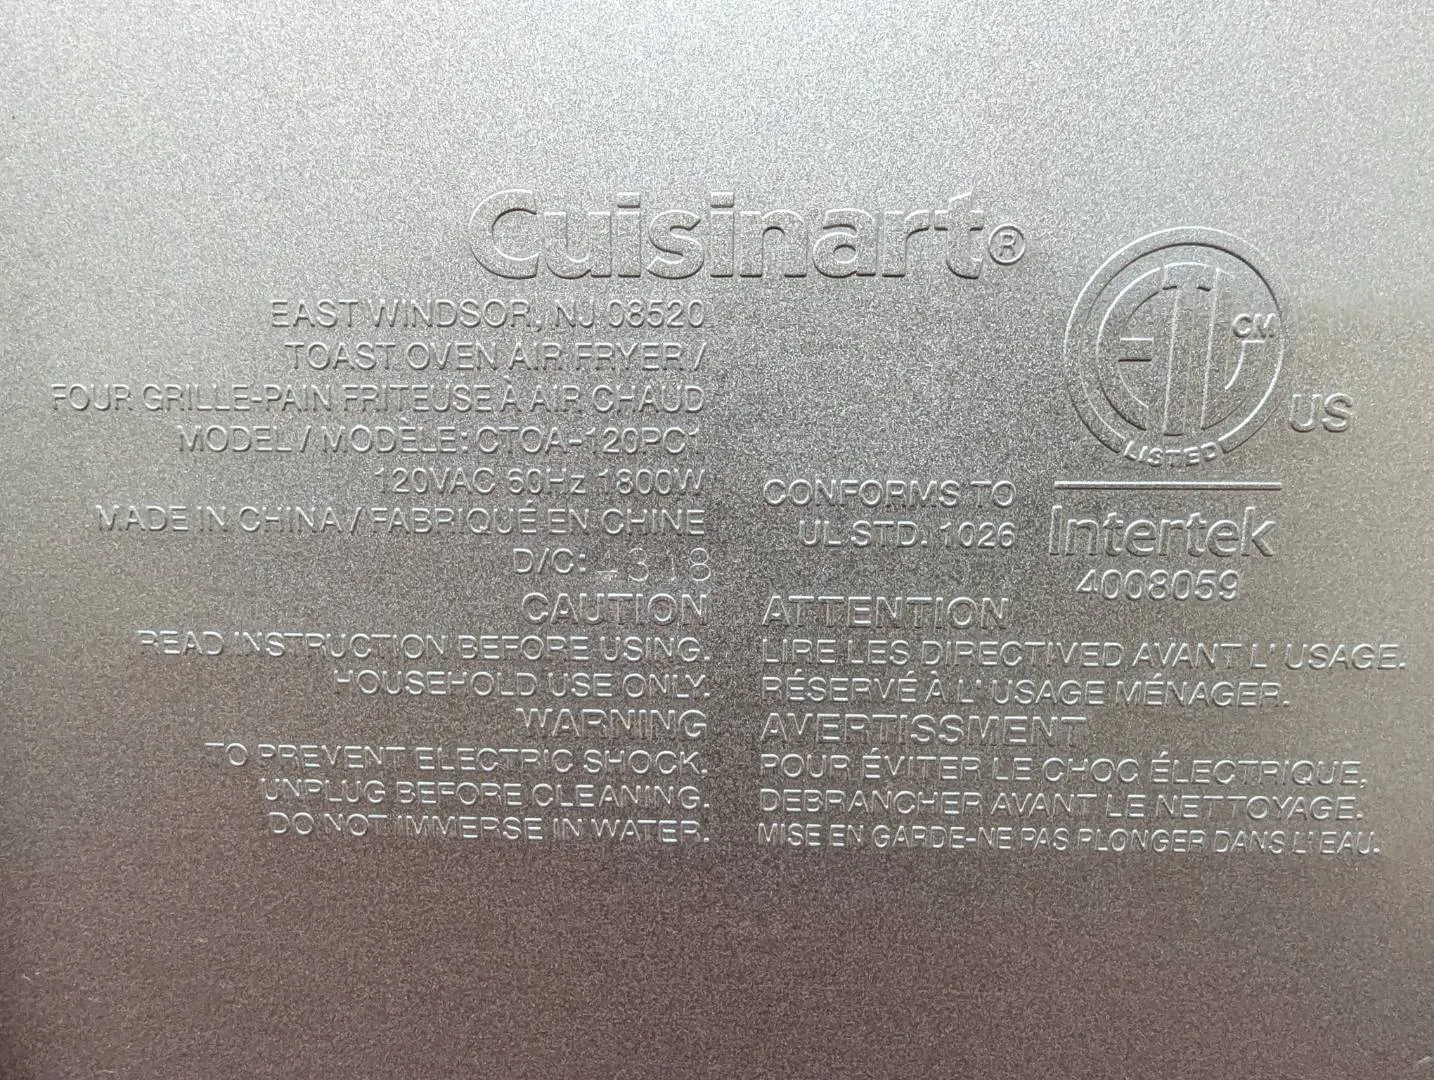 Cuisinart®
EAST WINDSOR, NJ 08520
TOAST OVEN AIR FRYER /
FOUR GRILLE-PAIN FRITEUSE À AIR CHAUD
MODEL / MODÈLE: CTOA-120PC1
120VAC 60Hz 1800W
MADE IN CHINA / FABRIQUÉ EN CHINE
D/C:
CAUTION
READ INSTRUCTION BEFORE USING.
HOUSEHOLD USE ONLY.
WARNING
TO PREVENT ELECTRIC SHOCK.
UNPLUG BEFORE CLEANING.
DO NOT IMMERSE IN WATER.
ETL CM
LISTED
US
CONFORMS TO
UL STD. 1026
Intertek
4008059
ATTENTION
LIRE LES DIRECTIVED AVANT L' USAGE.
RÉSERVÉ À L' USAGE MÉNAGER.
AVERTISSMENT
POUR ÉVITER LE CHOC ÉLECTRIQUE,
DEBRANCHER AVANT LE NETTOYAGE.
MISE EN GARDE-NE PAS PLONGER DANS L' EAU.